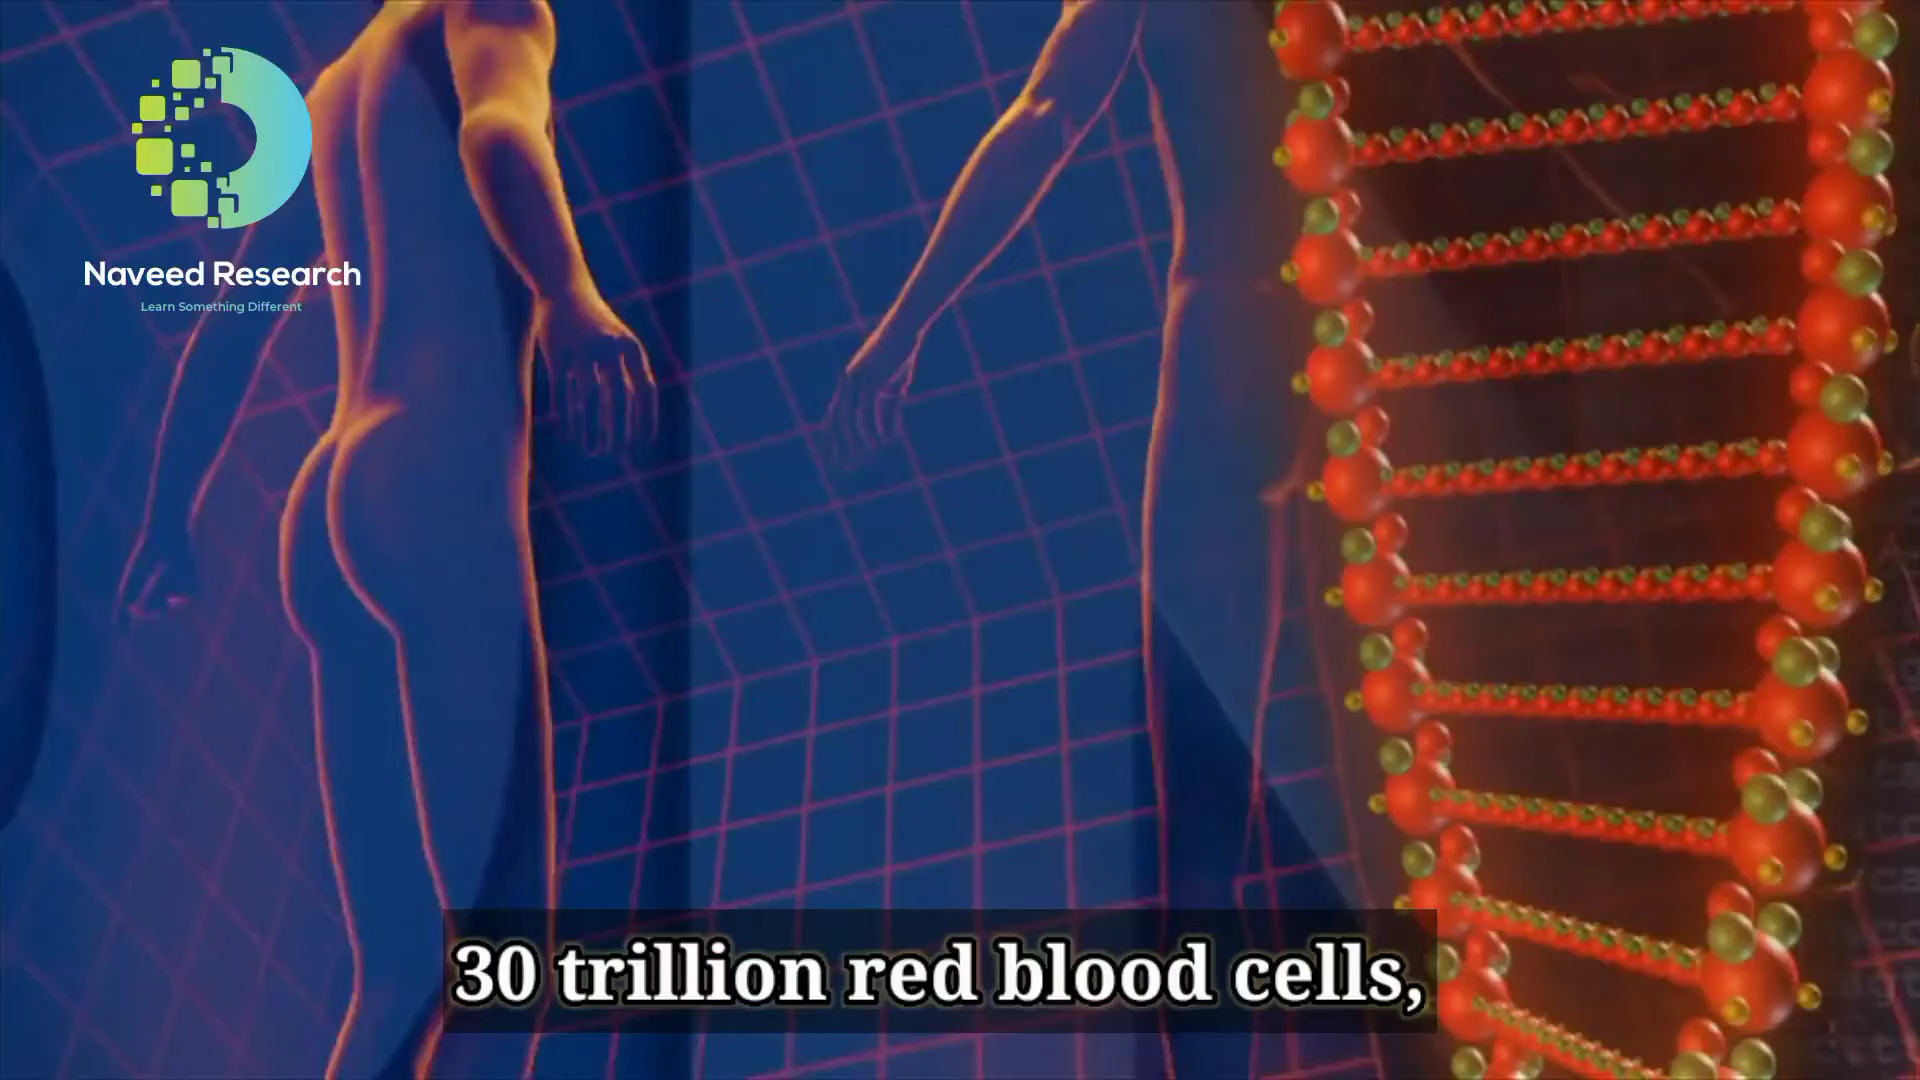 Naveed Research
Learn Something Different
30 trillion red blood cells,